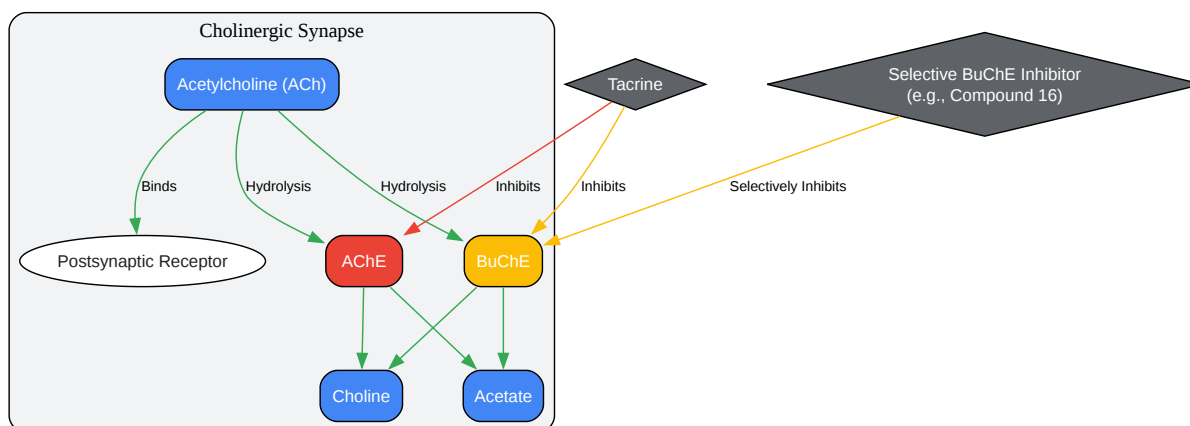 Cholinergic Synapse
Acetylcholine (ACh)
Tacrine
Selective BuChE Inhibitor
(e.g., Compound 16)
Binds
Hydrolysis
Hydrolysis
Inhibits
Inhibits
Selectively Inhibits
Postsynaptic Receptor
AChE
BuChE
Choline
Acetate